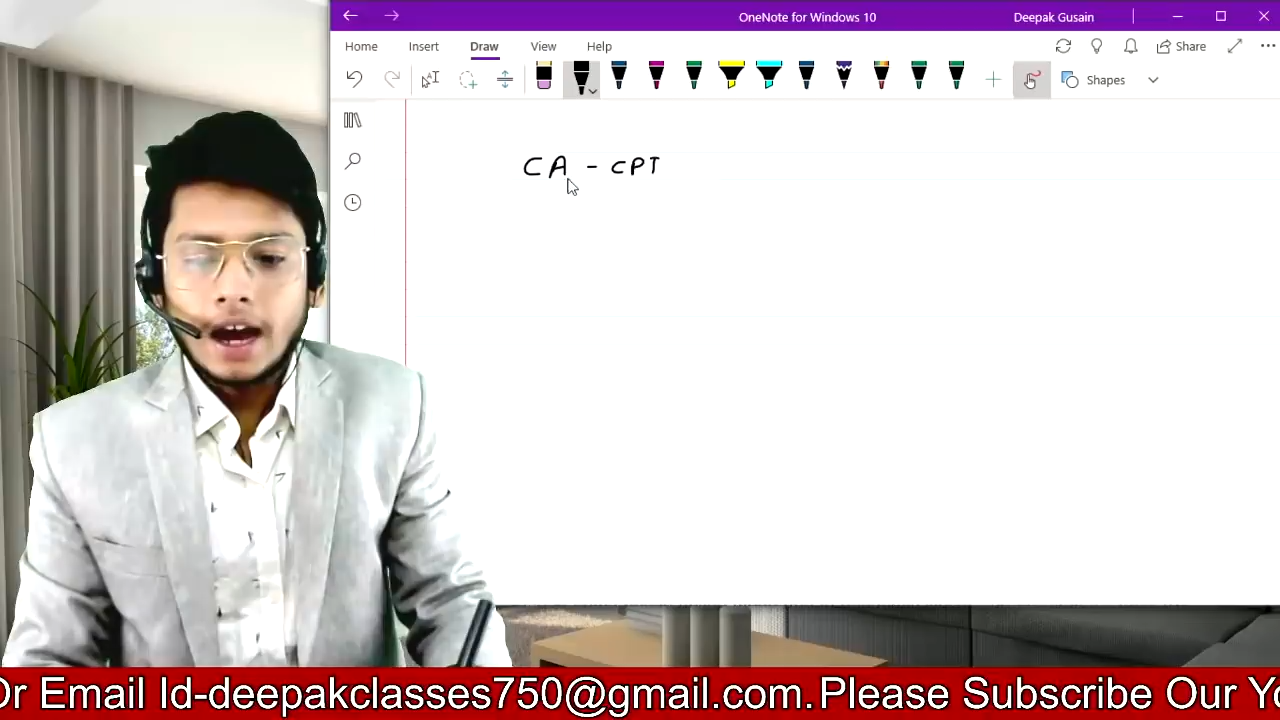 OneNote for Windows 10
Deepak Gusain
Home Insert Draw View Help
Share
Shapes
CA - CPT
Or Email Id-deepakclasses750@gmail.com. Please Subscribe Our Yo